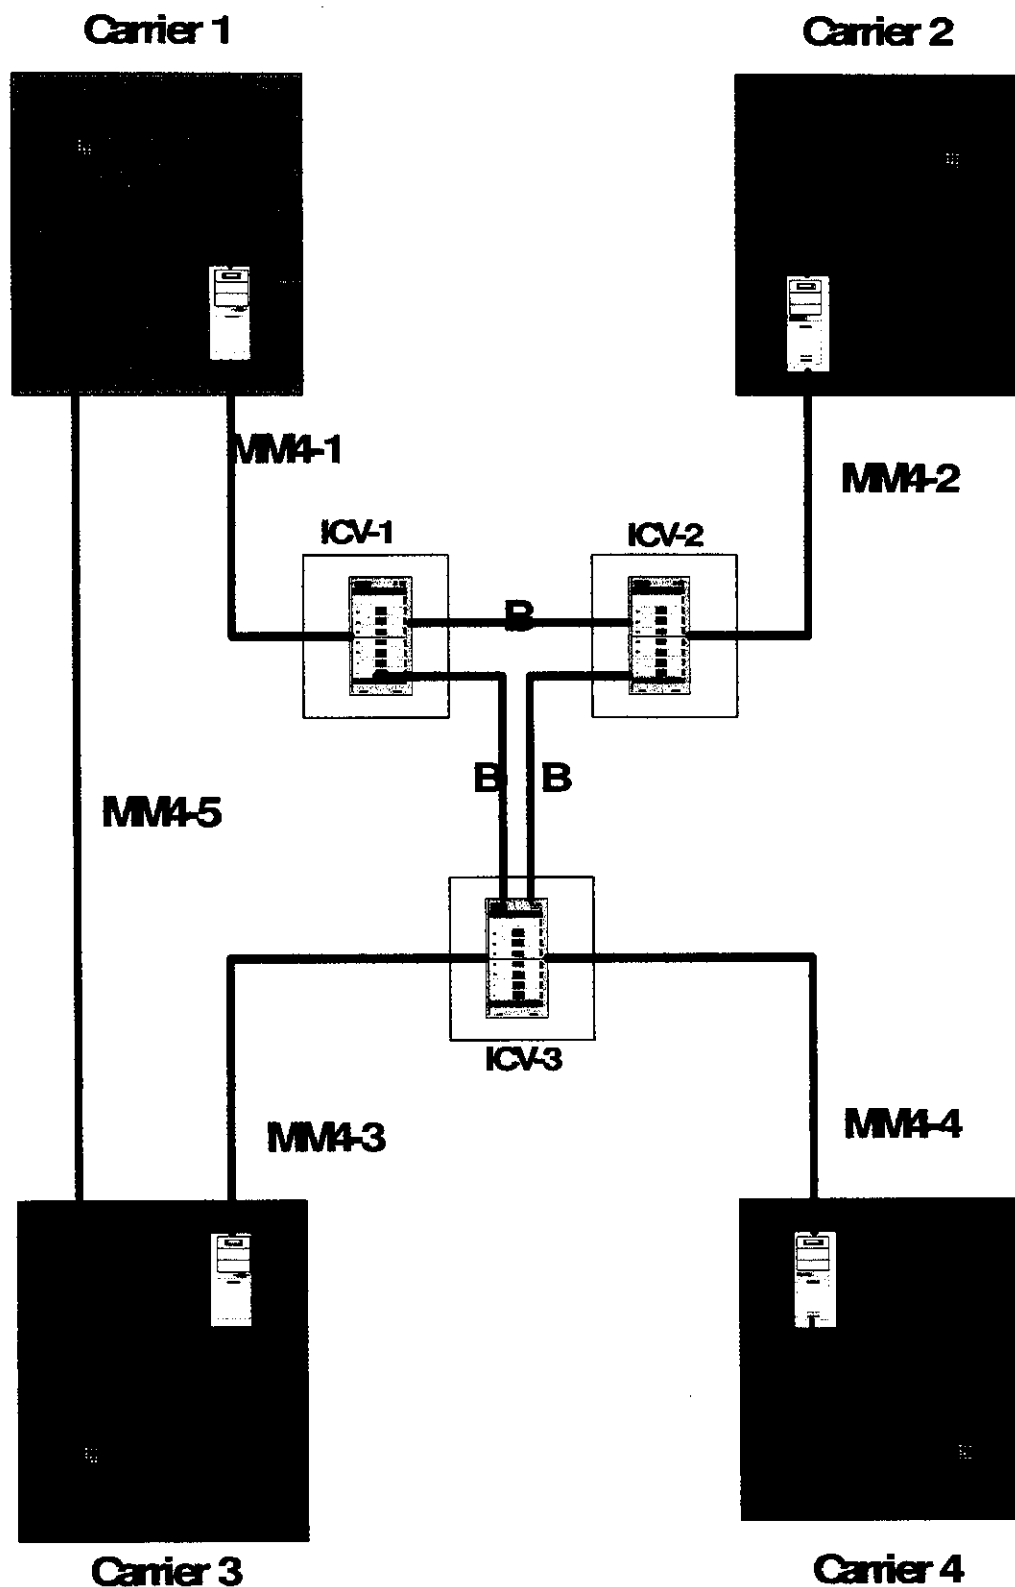 Carrier 1
Carrier 2
MM4-1
MM4-2
ICV-1
ICV-2
B
B
B
MM4-5
ICV-3
MM4-3
MM4-4
Carrier 3
Carrier 4